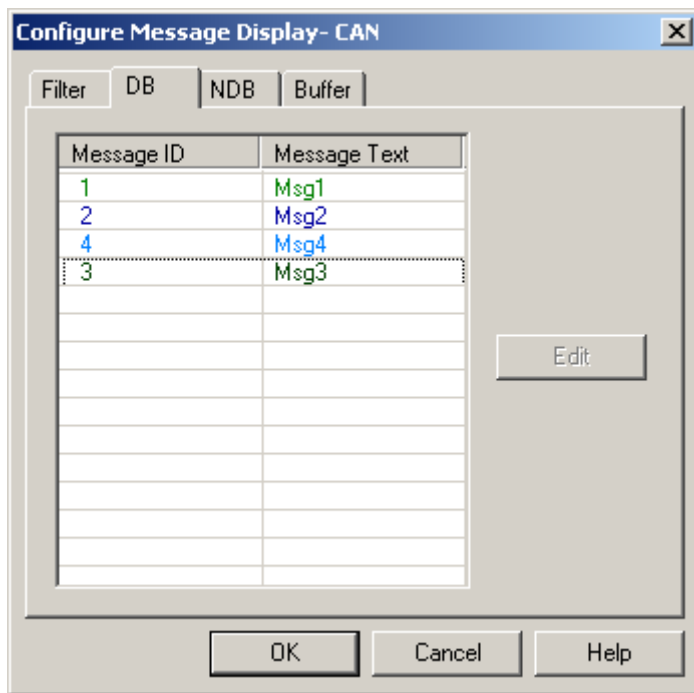 Configure Message Display- CAN
Filter DB NDB Buffer
Message ID Message Text
1 Msg1
2 Msg2
4 Msg4
3 Msg3
Edit
OK Cancel Help